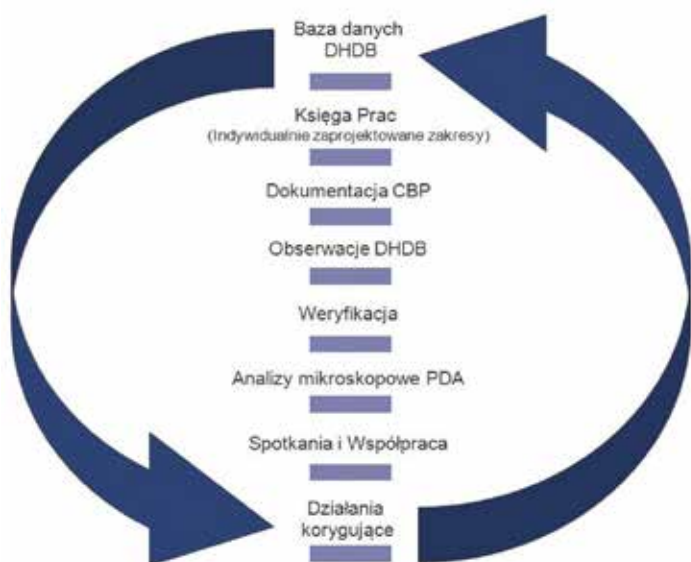 Baza danych
DHDB
Księga Prac
(Indywidualnie zaprojektowane zakresy)
Dokumentacja CBP
Obserwacje DHDB
Weryfikacja
Analizy mikroskopowe PDA
Spotkania i Współpraca
Działania
korygujące